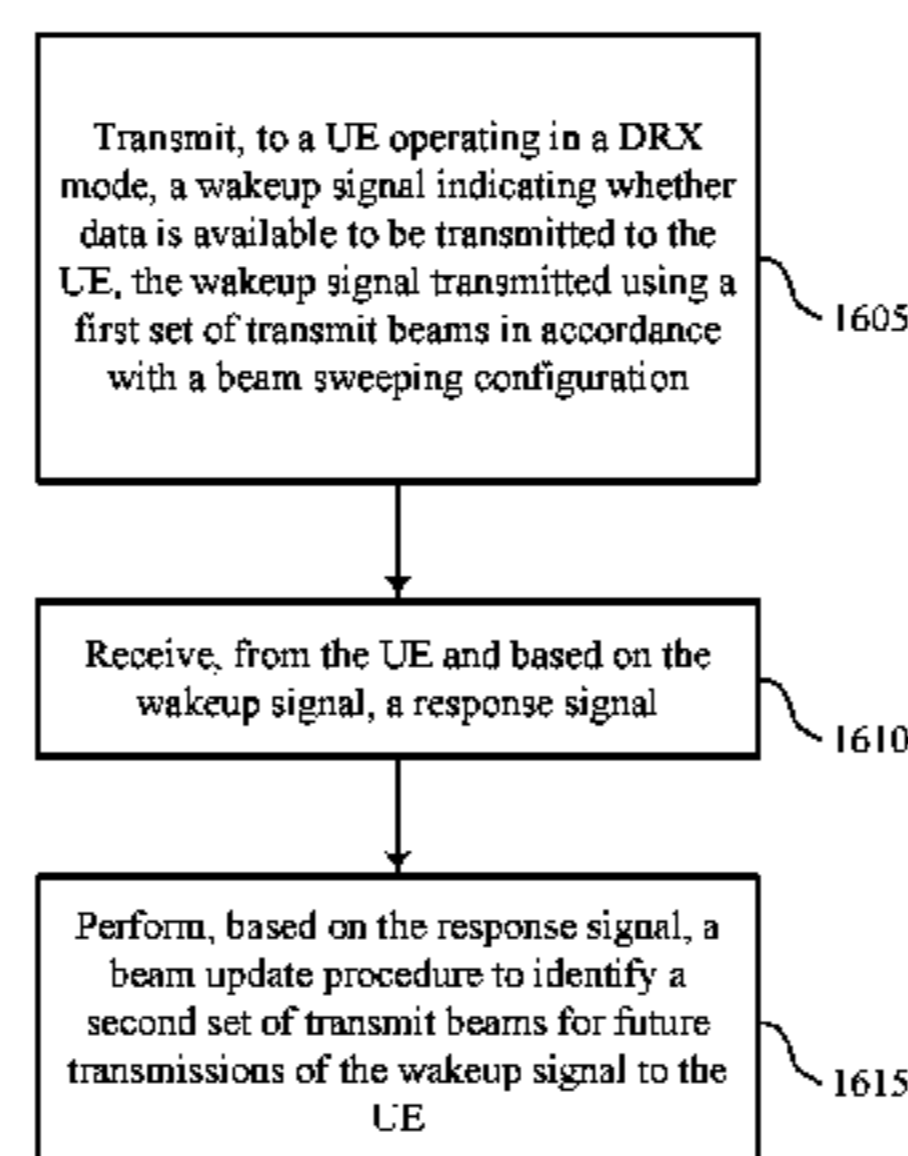 Transmit, to a UE operating in a DRX
mode, a wakeup signal indicating whether
data is available to be transmitted to the
UE, the wakeup signal transmitted using a
first set of transmit beams in accordance
with a beam sweeping configuration
1605
Receive, from the UE and based on the
wakeup signal, a response signal
1610
Perform, based on the response signal, a
beam update procedure to identify a
second set of transmit beams for future
transmissions of the wakeup signal to the
UE
1615